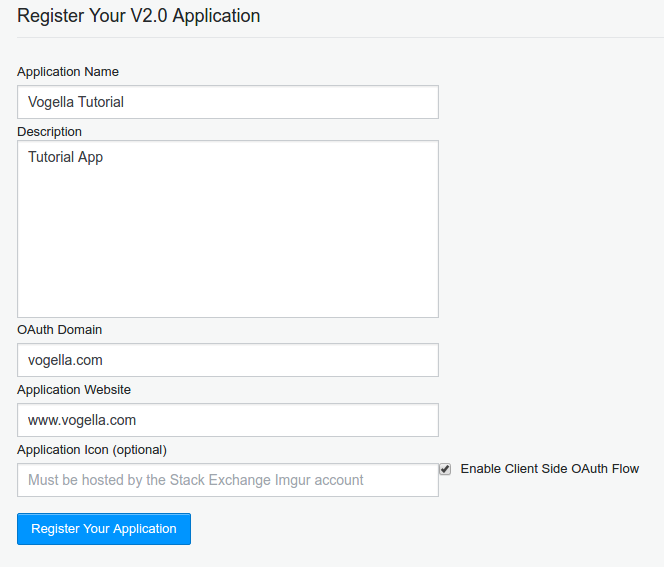 Register Your V2.0 Application
Application Name
Vogella Tutorial
Description
Tutorial App
OAuth Domain
vogella.com
Application Website
www.vogella.com
Application Icon (optional)
Must be hosted by the Stack Exchange Imgur account
Enable Client Side OAuth Flow
Register Your Application